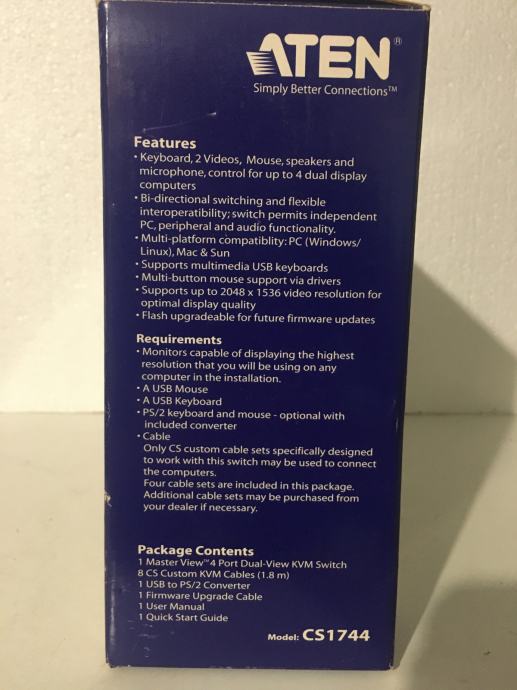 ATEN®
Simply Better Connections™
Features
• Keyboard, 2 Videos, Mouse, speakers and
microphone, control for up to 4 dual display
computers
• Bi-directional switching and flexible
interoperatibility; switch permits independent
PC, peripheral and audio functionality.
• Multi-platform compatiblity: PC (Windows/
Linux), Mac & Sun
• Supports multimedia USB keyboards
• Multi-button mouse support via drivers
• Supports up to 2048 x 1536 video resolution for
optimal display quality
• Flash upgradeable for future firmware updates
Requirements
• Monitors capable of displaying the highest
resolution that you will be using on any
computer in the installation.
• A USB Mouse
• A USB Keyboard
• PS/2 keyboard and mouse - optional with
included converter
• Cable
Only CS custom cable sets specifically designed
to work with this switch may be used to connect
the computers.
Four cable sets are included in this package.
Additional cable sets may be purchased from
your dealer if necessary.
Package Contents
1 Master View™ 4 Port Dual-View KVM Switch
8 CS Custom KVM Cables (1.8 m)
1 USB to PS/2 Converter
1 Firmware Upgrade Cable
1 User Manual
1 Quick Start Guide
Model: CS1744